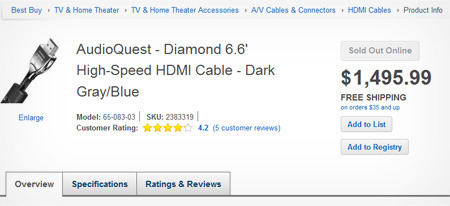 Best Buy › TV & Home Theater › TV & Home Theater Accessories › A/V Cables & Connectors › HDMI Cables › Product Info
AudioQuest - Diamond 6.6'
High-Speed HDMI Cable - Dark
Gray/Blue
Enlarge
Model: 65-083-03 | SKU: 2383319
Customer Rating: 4.2 (5 customer reviews)
Sold Out Online
$1,495.99
FREE SHIPPING
on orders $35 and up
Add to List
Add to Registry
Overview Specifications Ratings & Reviews